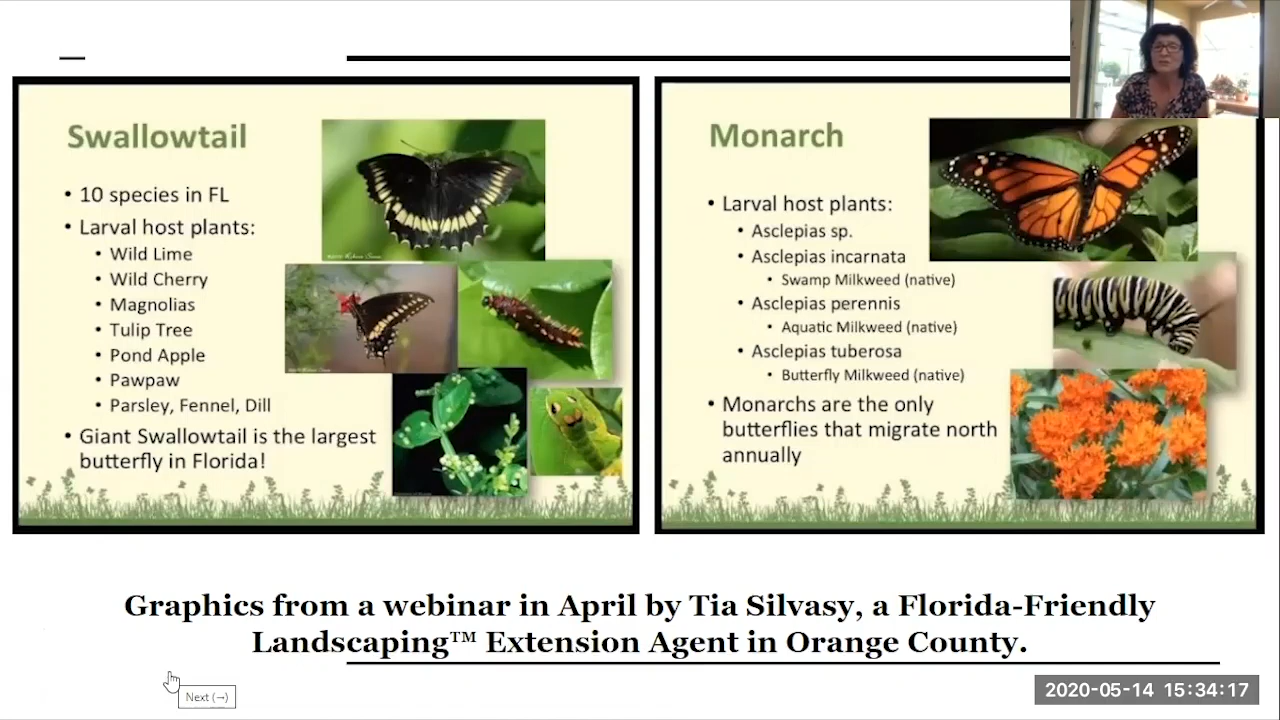 Swallowtail
• 10 species in FL
• Larval host plants:
• Wild Lime
• Wild Cherry
• Magnolias
• Tulip Tree
• Pond Apple
• Pawpaw
• Parsley, Fennel, Dill
• Giant Swallowtail is the largest
butterfly in Florida!
Monarch
• Larval host plants:
• Asclepias sp.
• Asclepias incarnata
• Swamp Milkweed (native)
• Asclepias perennis
• Aquatic Milkweed (native)
• Asclepias tuberosa
• Butterfly Milkweed (native)
• Monarchs are the only
butterflies that migrate north
annually
Graphics from a webinar in April by Tia Silvasy, a Florida-Friendly
Landscaping™ Extension Agent in Orange County.
Next (→)
2020-05-14 15:34:17